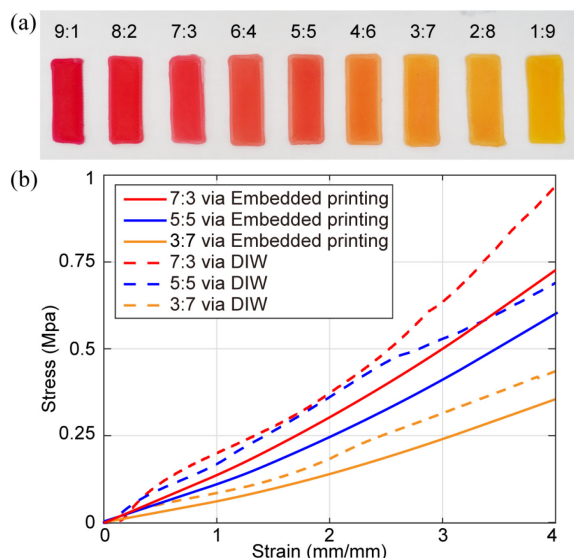 (a)
9:1 8:2 7:3 6:4 5:5 4:6 3:7 2:8 1:9
(b)
1
0.75
0.5
0.25
0
Stress (Mpa)
7:3 via Embedded printing
5:5 via Embedded printing
3:7 via Embedded printing
7:3 via DIW
5:5 via DIW
3:7 via DIW
0 1 2 3 4
Strain (mm/mm)